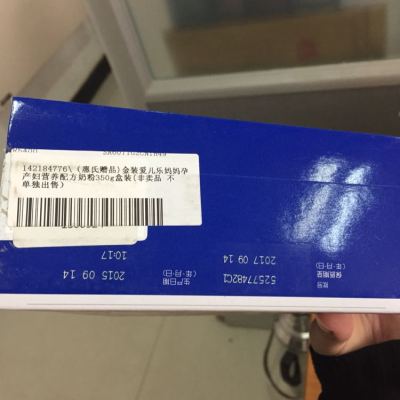 142184776\ (惠氏赠品)金装爱儿乐妈妈孕
产妇营养配方奶粉350g盒装(非卖品 不
单独出售)
批号
保质期至
(年·月·日)
2017 09 14
生产日期
(年·月·日)
2015 09 14
10:17